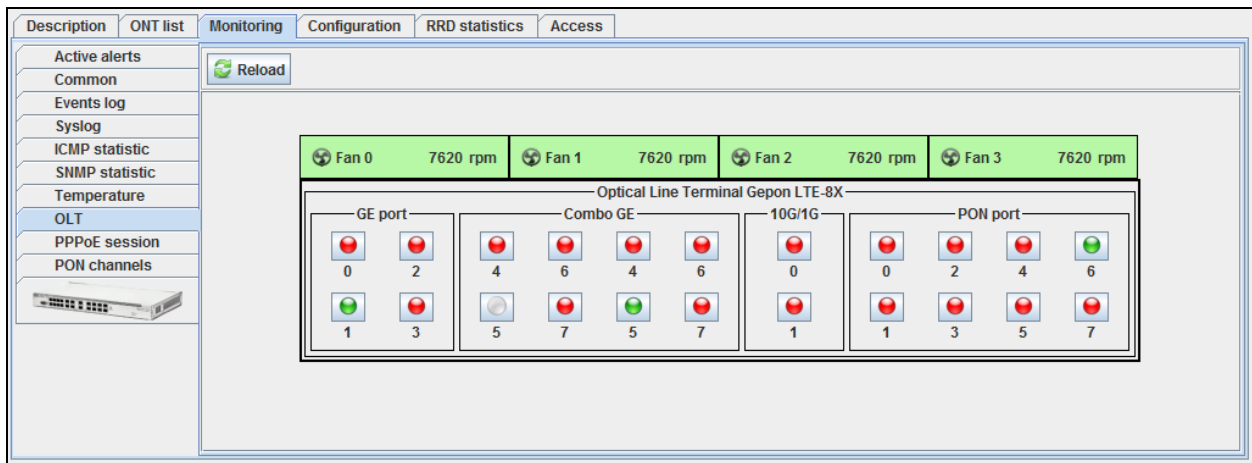 Description ONT list Monitoring Configuration RRD statistics Access
Active alerts
Common
Events log
Syslog
ICMP statistic
SNMP statistic
Temperature
OLT
PPPoE session
PON channels
Reload
Fan 0 7620 rpm Fan 1 7620 rpm Fan 2 7620 rpm Fan 3 7620 rpm
Optical Line Terminal Gepon LTE-8X
GE port Combo GE 10G/1G PON port
0 2 4 6 4 6 0 0 2 4 6
1 3 5 7 5 7 1 1 3 5 7